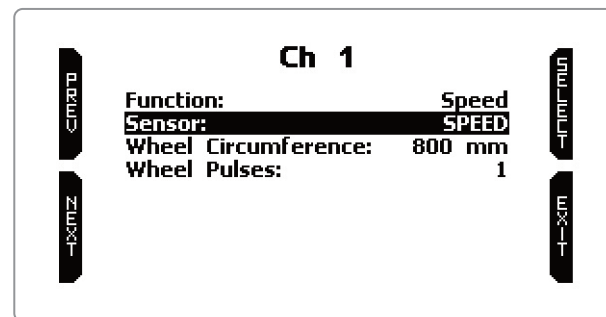 Ch 1
PREV
SELECT
Function: Speed
Sensor: SPEED
Wheel Circumference: 800 mm
Wheel Pulses: 1
NEXT
EXIT